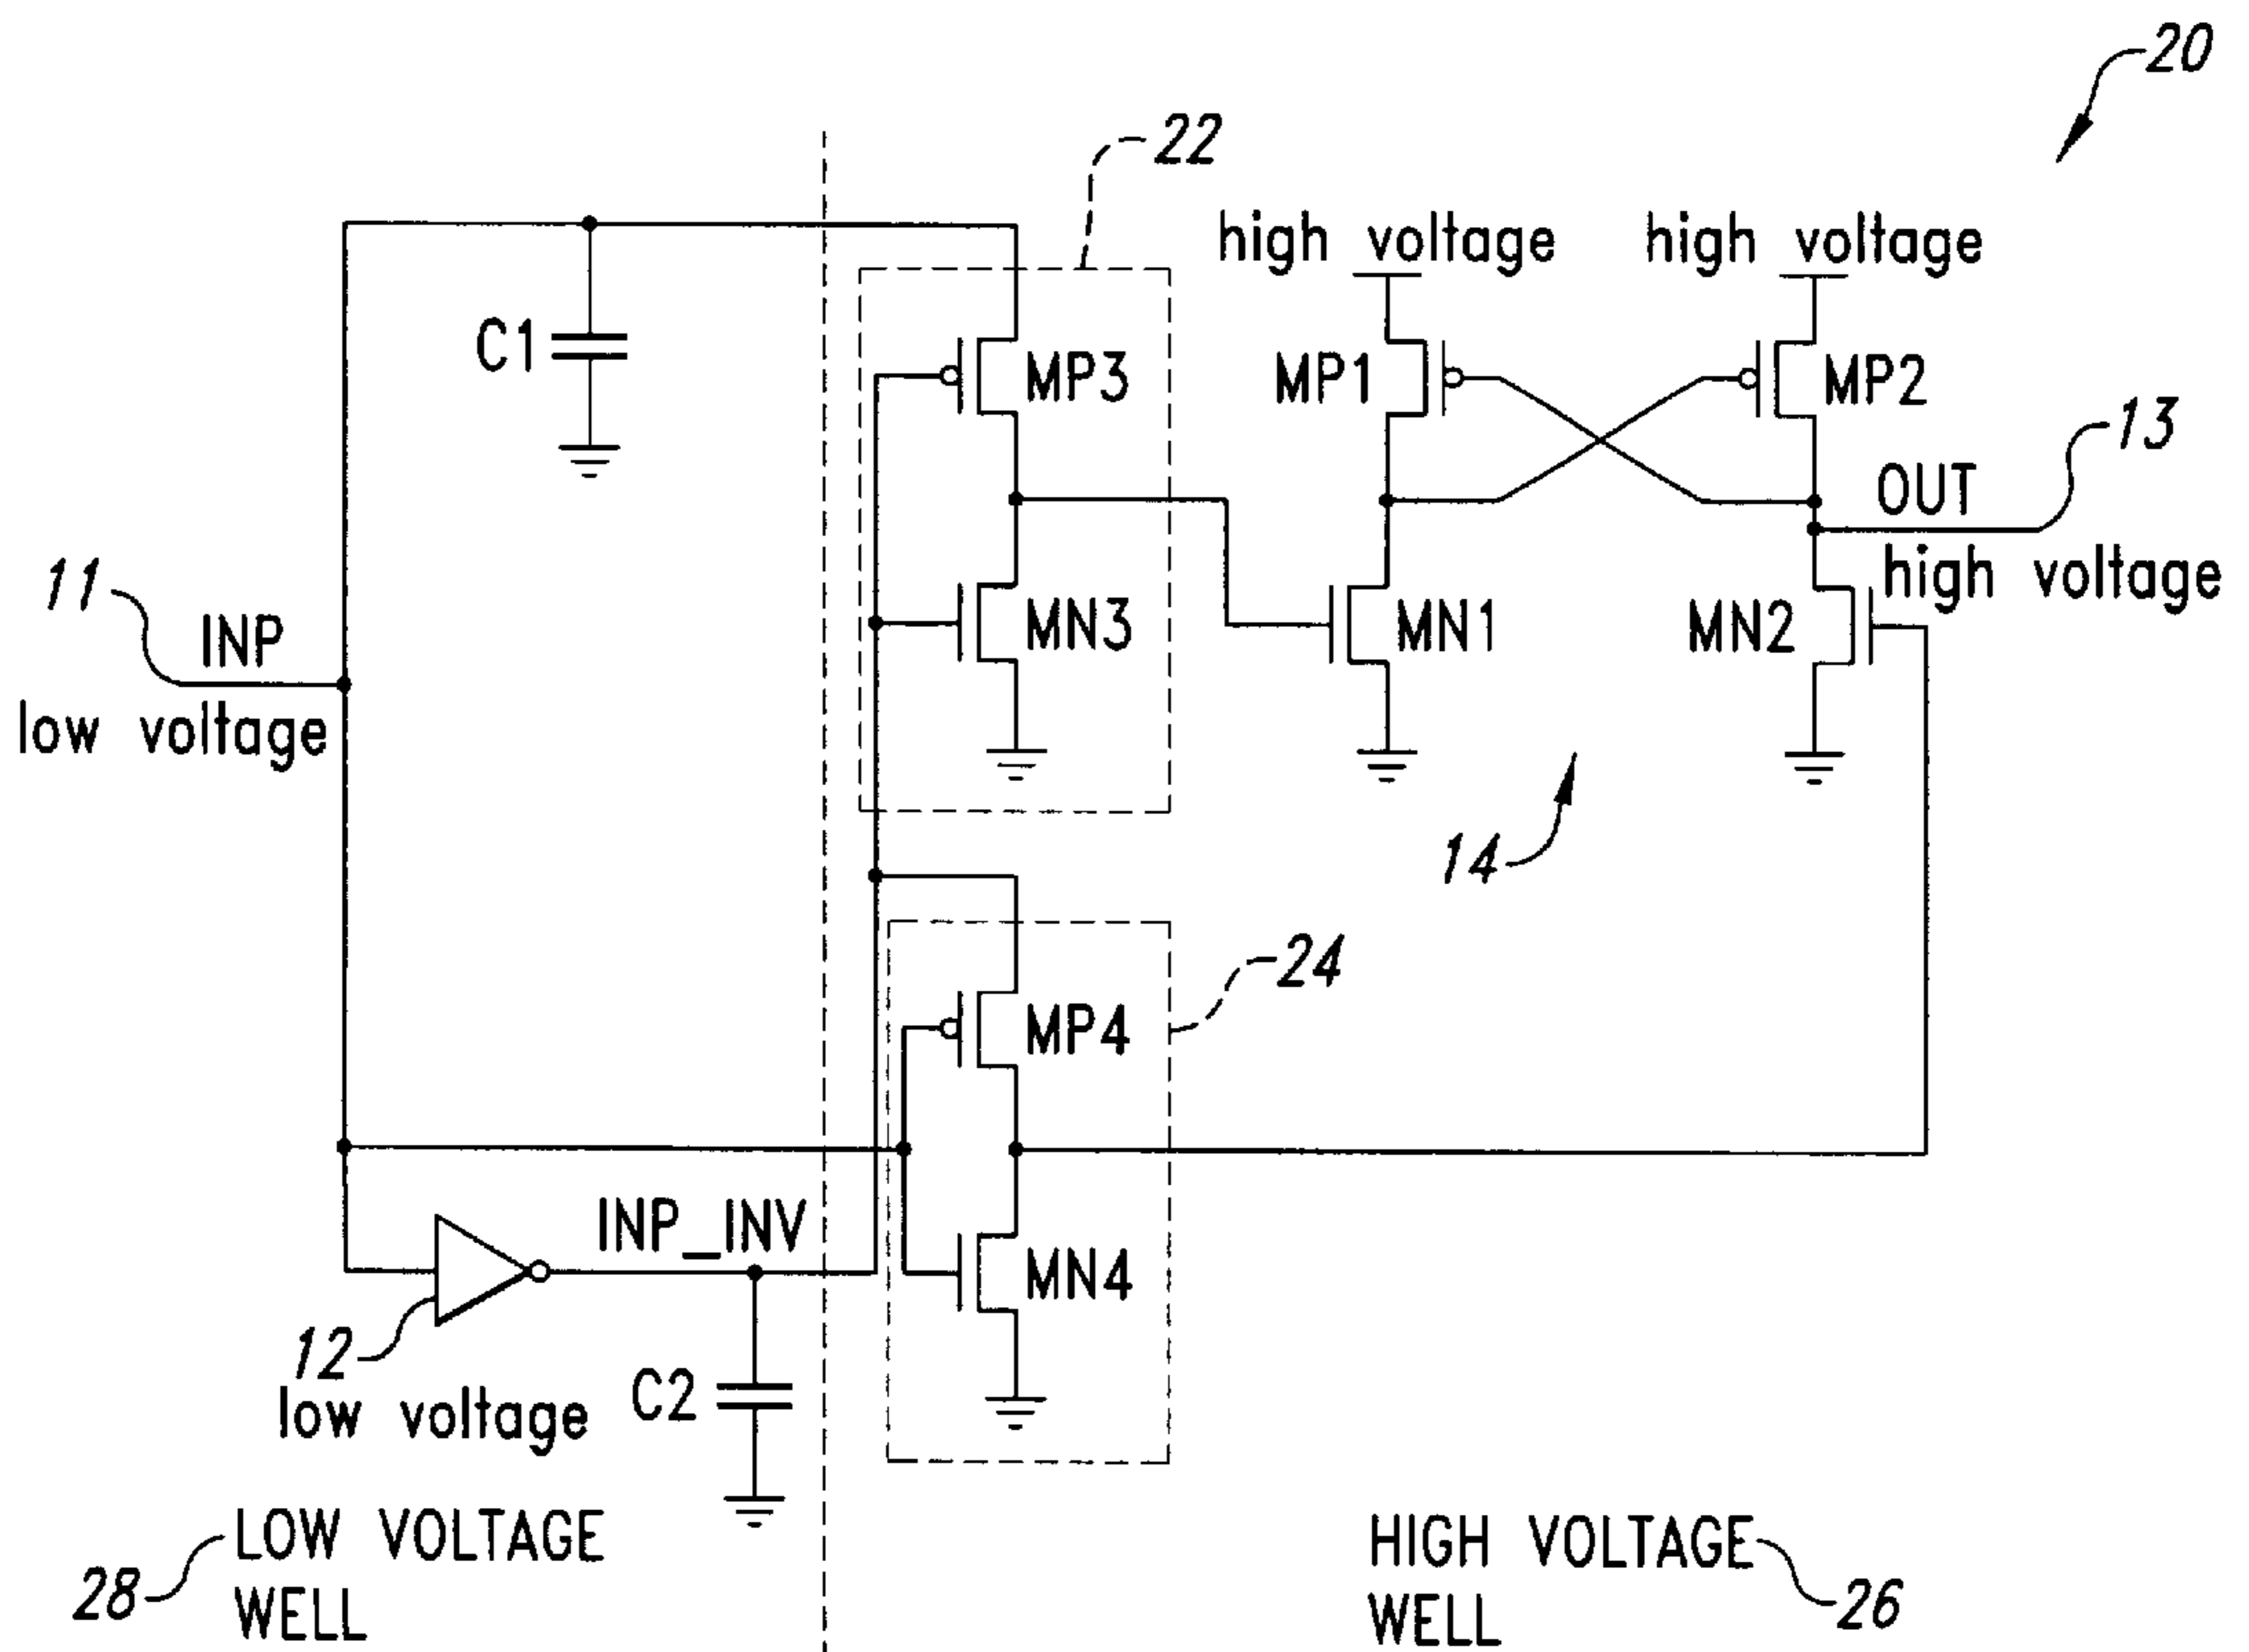 20
22
high voltage
high voltage
C1
MP3
MP1
MP2
13
OUT
high voltage
11
INP
low voltage
MN3
MN1
MN2
14
24
MP4
INP_INV
MN4
12
low voltage
C2
LOW VOLTAGE
WELL
28
HIGH VOLTAGE
WELL
26